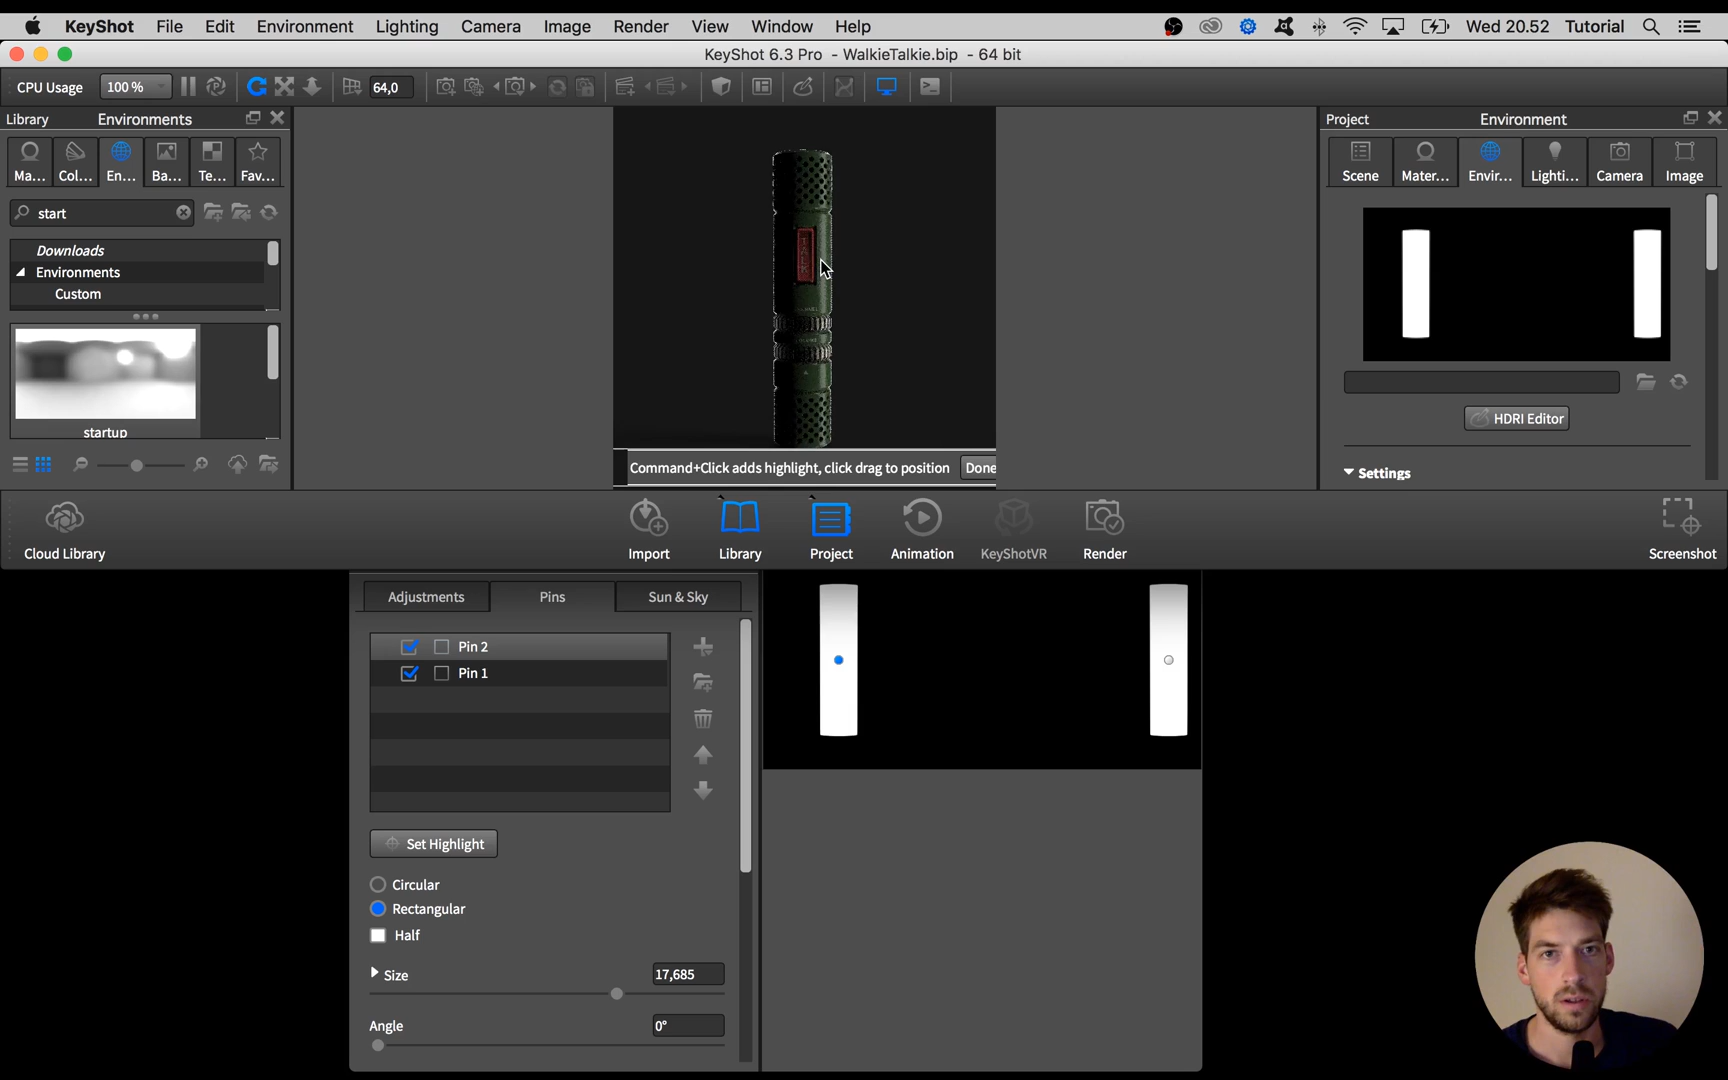 KeyShot File Edit Environment Lighting Camera Image Render View Window Help Wed 20.52 Tutorial
KeyShot 6.3 Pro - WalkieTalkie.bip - 64 bit
CPU Usage 100 % 64,0
Library Environments
Project Environment
Ma... Col... En... Ba... Te... Fav...
Scene Mater... Envir... Lighti... Camera Image
start
Downloads
Environments
Custom
startup
HDRI Editor
Settings
Command+Click adds highlight, click drag to position Done
Cloud Library Import Library Project Animation KeyShotVR Render Screenshot
Adjustments Pins Sun & Sky
Pin 2
Pin 1
Set Highlight
Circular
Rectangular
Half
Size 17,685
Angle 0°